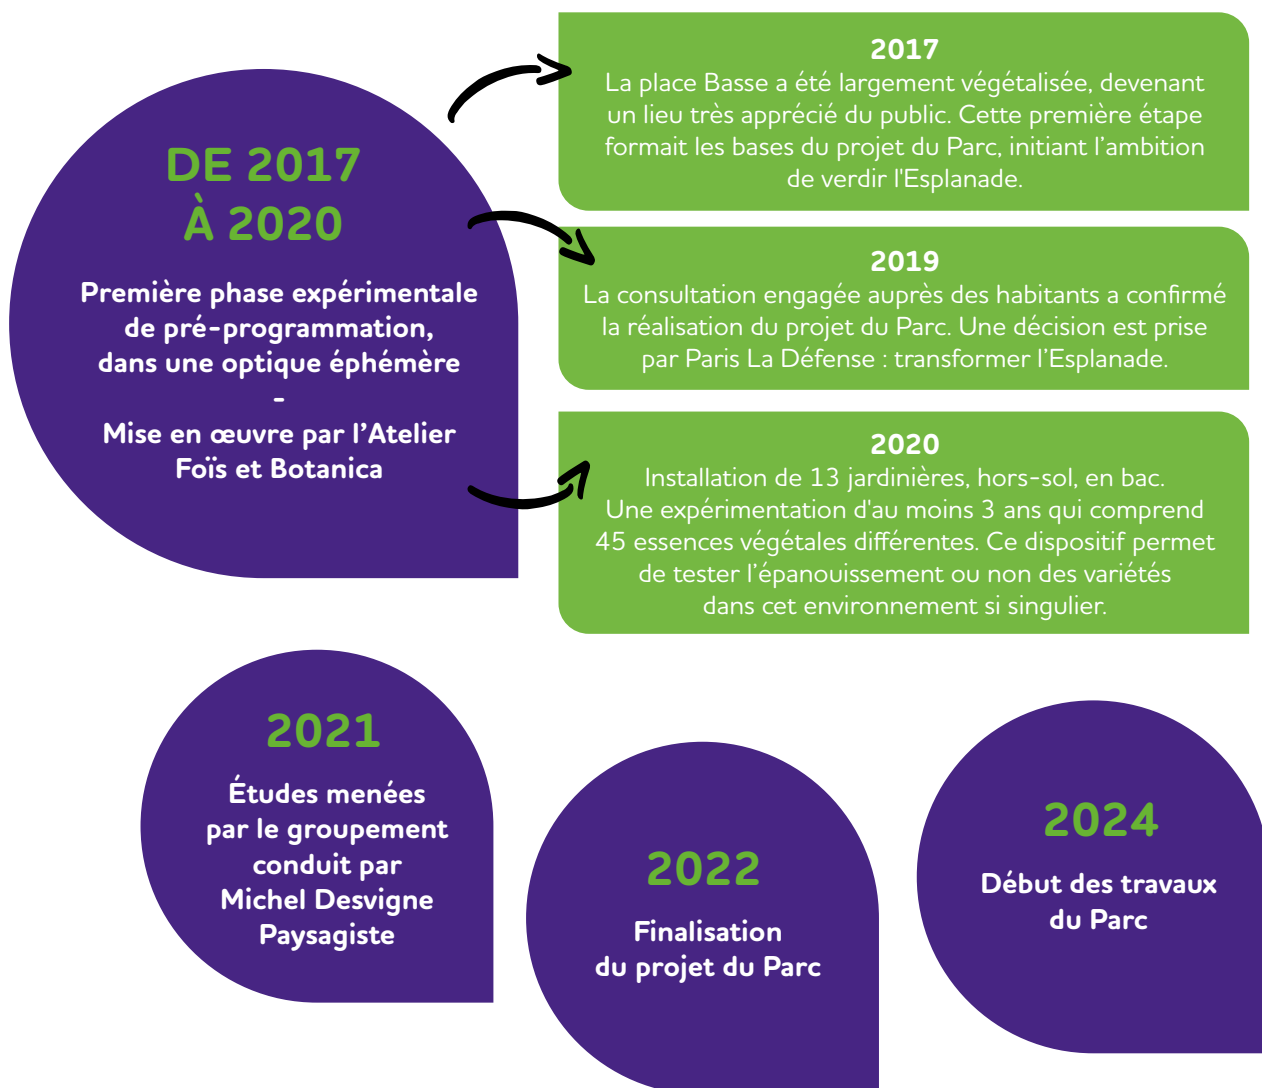 DE 2017
À 2020
Première phase expérimentale
de pré-programmation,
dans une optique éphémère
-
Mise en œuvre par l’Atelier
Foïs et Botanica
2017
La place Basse a été largement végétalisée, devenant
un lieu très apprécié du public. Cette première étape
formait les bases du projet du Parc, initiant l’ambition
de verdir l'Esplanade.
2019
La consultation engagée auprès des habitants a confirmé
la réalisation du projet du Parc. Une décision est prise
par Paris La Défense : transformer l’Esplanade.
2020
Installation de 13 jardinières, hors-sol, en bac.
Une expérimentation d'au moins 3 ans qui comprend
45 essences végétales différentes. Ce dispositif permet
de tester l’épanouissement ou non des variétés
dans cet environnement si singulier.
2021
Études menées
par le groupement
conduit par
Michel Desvigne
Paysagiste
2022
Finalisation
du projet du Parc
2024
Début des travaux
du Parc